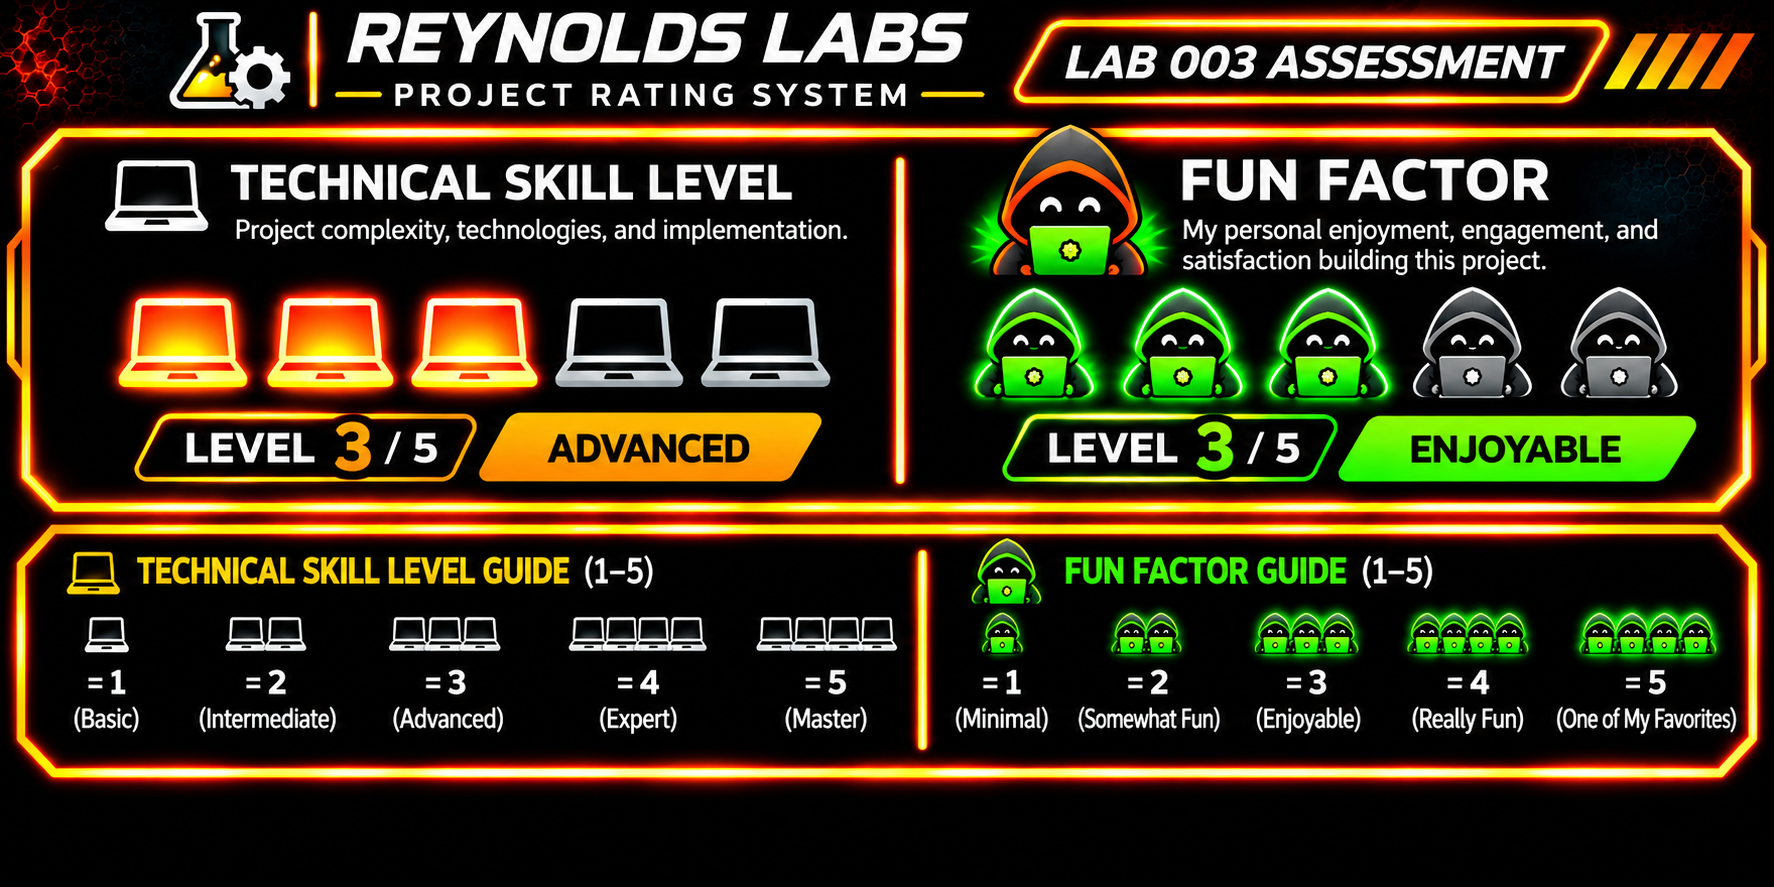 REYNOLDS LABS
PROJECT RATING SYSTEM
LAB 003 ASSESSMENT
TECHNICAL SKILL LEVEL
Project complexity, technologies, and implementation.
LEVEL 3 / 5
ADVANCED
FUN FACTOR
My personal enjoyment, engagement, and
satisfaction building this project.
LEVEL 3 / 5
ENJOYABLE
TECHNICAL SKILL LEVEL GUIDE (1–5)
=1 =2 =3 =4 =5
(Basic) (Intermediate) (Advanced) (Expert) (Master)
FUN FACTOR GUIDE (1–5)
=1 =2 =3 =4 =5
(Minimal) (Somewhat Fun) (Enjoyable) (Really Fun) (One of My Favorites)